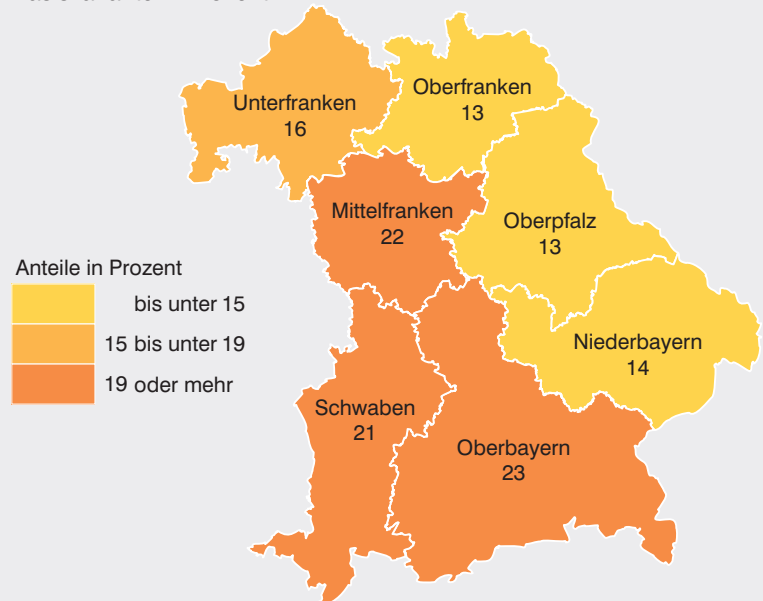 Oberfranken
13
Unterfranken
16
Mittelfranken
22
Oberpfalz
13
Anteile in Prozent
bis unter 15
15 bis unter 19
19 oder mehr
Niederbayern
14
Schwaben
21
Oberbayern
23